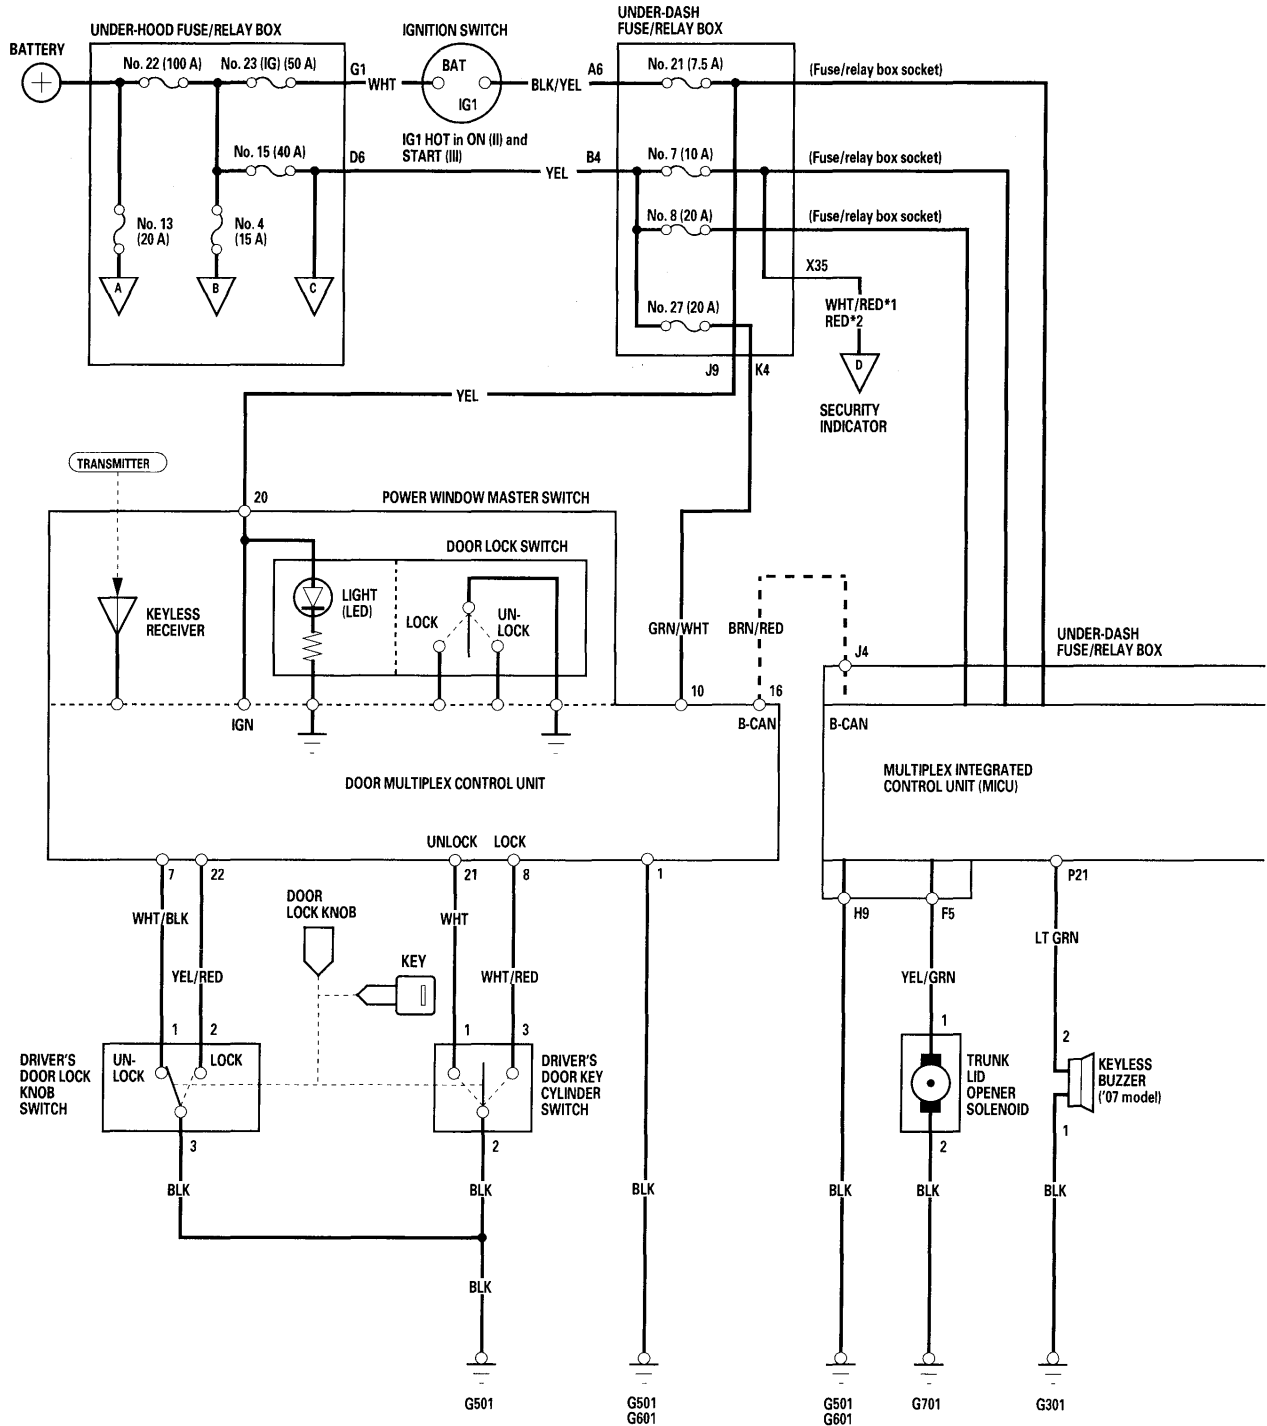 BATTERY
UNDER-HOOD FUSE/RELAY BOX
No. 22 (100 A)
No. 23 (IG) (50 A)
G1
WHT
IGNITION SWITCH
BAT
IG1
BLK/YEL
IG1 HOT in ON (II) and
START (III)
A6
UNDER-DASH
FUSE/RELAY BOX
No. 21 (7.5 A)
(Fuse/relay box socket)
No. 15 (40 A)
D6
YEL
B4
No. 7 (10 A)
(Fuse/relay box socket)
No. 13
(20 A)
No. 4
(15 A)
No. 8 (20 A)
(Fuse/relay box socket)
A
B
C
X35
WHT/RED*1
RED*2
No. 27 (20 A)
D
SECURITY
INDICATOR
J9
K4
YEL
TRANSMITTER
20
POWER WINDOW MASTER SWITCH
DOOR LOCK SWITCH
LIGHT
(LED)
LOCK
UN-
LOCK
KEYLESS
RECEIVER
GRN/WHT
BRN/RED
J4
UNDER-DASH
FUSE/RELAY BOX
IGN
10
16
B-CAN
B-CAN
DOOR MULTIPLEX CONTROL UNIT
MULTIPLEX INTEGRATED
CONTROL UNIT (MICU)
UNLOCK
LOCK
7
22
21
8
1
H9
F5
P21
WHT/BLK
YEL/RED
DOOR
LOCK KNOB
KEY
WHT
WHT/RED
YEL/GRN
LT GRN
1
2
1
3
1
2
DRIVER'S
DOOR LOCK
KNOB
SWITCH
UN-
LOCK
LOCK
DRIVER'S
DOOR KEY
CYLINDER
SWITCH
TRUNK
LID
OPENER
SOLENOID
KEYLESS
BUZZER
('07 model)
3
2
2
1
BLK
BLK
BLK
BLK
BLK
BLK
BLK
G501
G501
G601
G501
G601
G701
G301